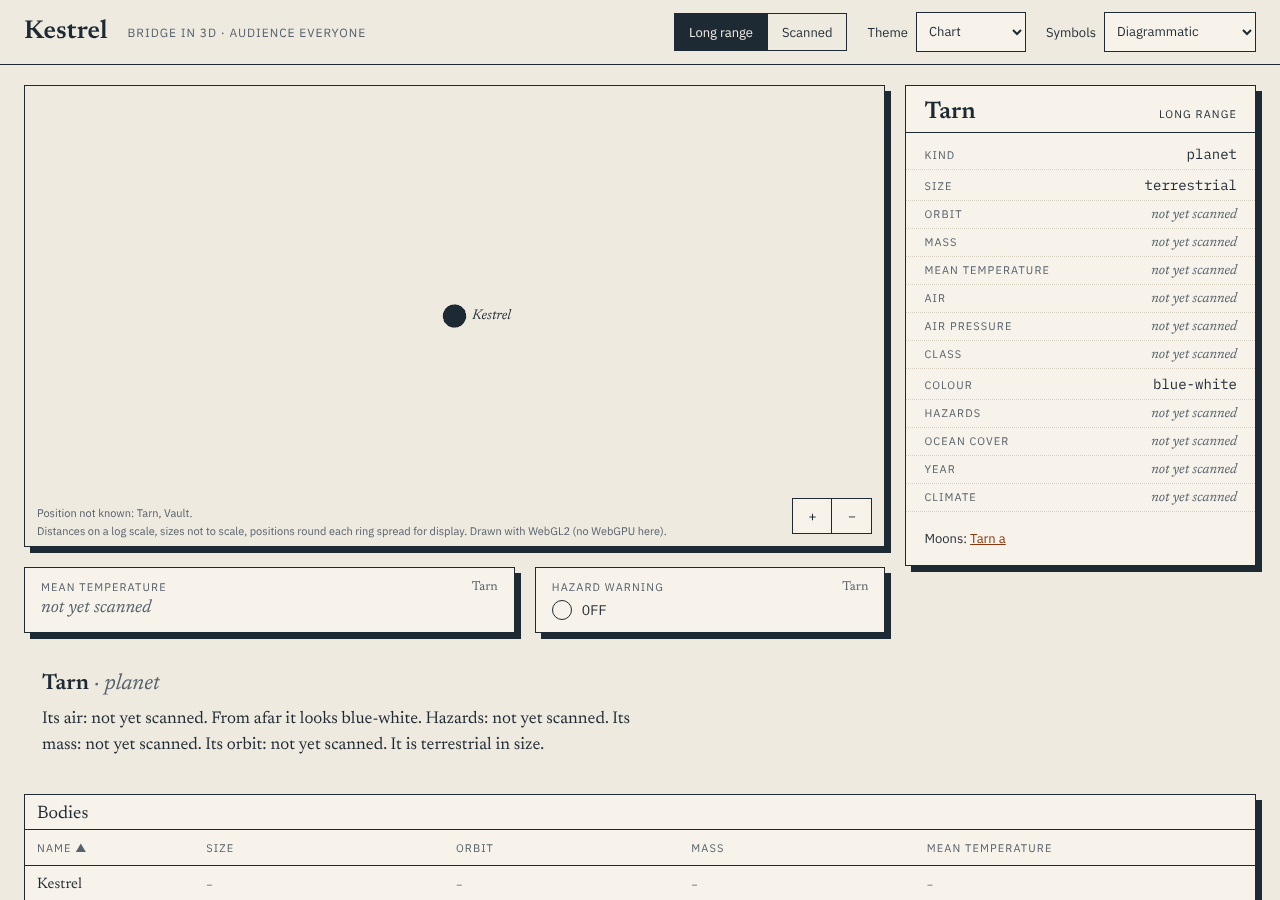 Kestrel
BRIDGE IN 3D · AUDIENCE EVERYONE
Long range
Scanned
Theme
Chart
Symbols
Diagrammatic
Kestrel
Position not known: Tarn, Vault.
Distances on a log scale, sizes not to scale, positions round each ring spread for display. Drawn with WebGL2 (no WebGPU here).
+
−
Tarn
LONG RANGE
KIND planet
SIZE terrestrial
ORBIT not yet scanned
MASS not yet scanned
MEAN TEMPERATURE not yet scanned
AIR not yet scanned
AIR PRESSURE not yet scanned
CLASS not yet scanned
COLOUR blue-white
HAZARDS not yet scanned
OCEAN COVER not yet scanned
YEAR not yet scanned
CLIMATE not yet scanned
Moons: Tarn a
MEAN TEMPERATURE Tarn
not yet scanned
HAZARD WARNING Tarn
OFF
Tarn · planet
Its air: not yet scanned. From afar it looks blue-white. Hazards: not yet scanned. Its
mass: not yet scanned. Its orbit: not yet scanned. It is terrestrial in size.
Bodies
NAME ▲ SIZE ORBIT MASS MEAN TEMPERATURE
Kestrel – – – –